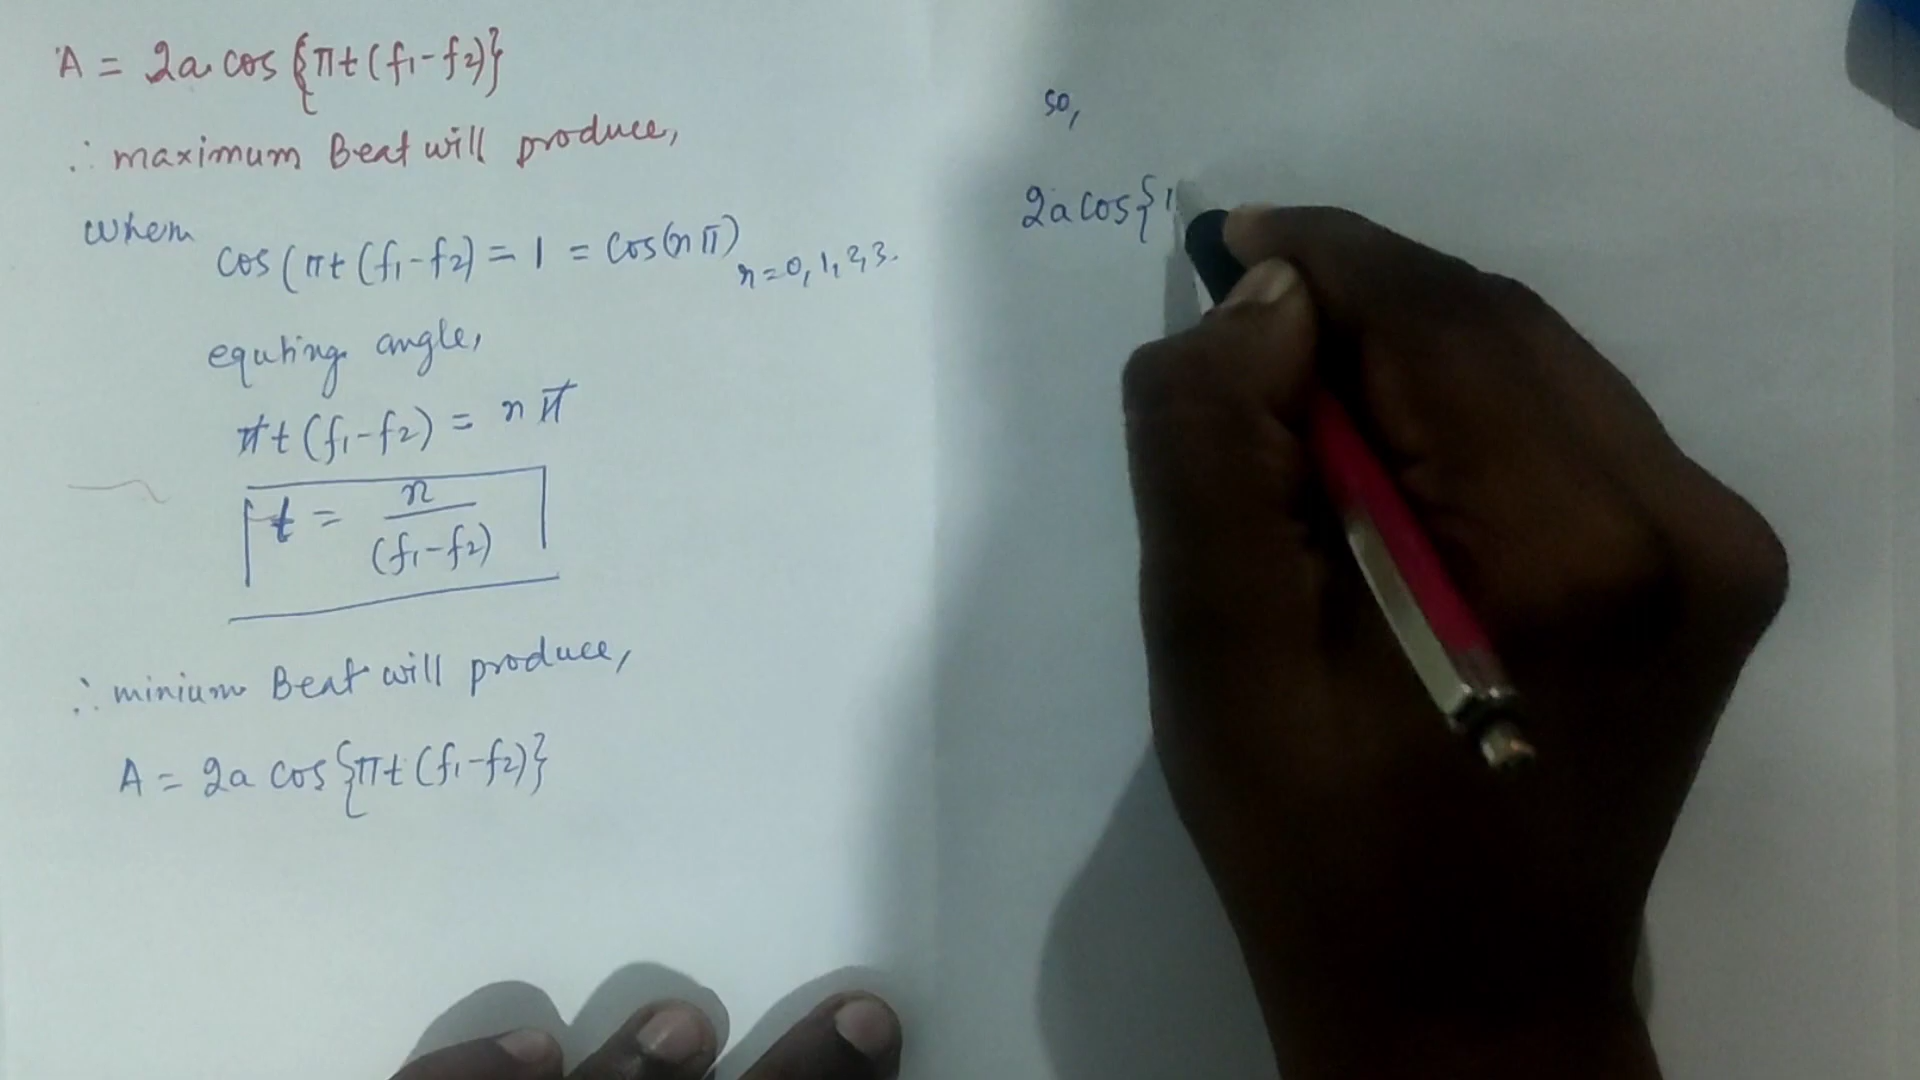 A = 2a cos {πt (f1-f2)}
∴ maximum Beat will produce,
when
cos (πt (f1-f2) = 1 = cos(nπ)
n=0, 1, 2, 3.
equting angle,
πt (f1-f2) = nπ
t = n
(f1-f2)
∴ minium Beat will produce,
A = 2a cos {πt (f1-f2)}
so,
2a cos {